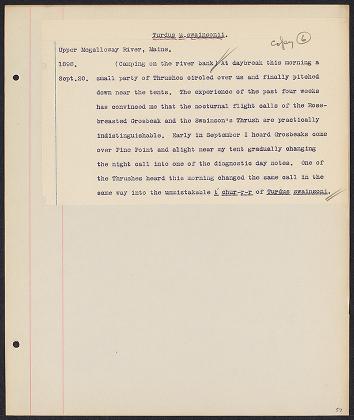 Turdus u. swainsonii.
copy 6
Upper Magalloway River, Maine.
1898. (Camping on the river bank) At daybreak this morning a
Sept.20. small party of Thrushes circled over us and finally pitched
down near the tents. The experience of the past four weeks
has convinced me that the nocturnal flight calls of the Rose-
breasted Grosbeak and the Swainson's Thrush are practically
indistinguishable. Early in September I heard Grosbeaks come
over Pine Point and alight near my tent gradually changing
the night call into one of the diagnostic day notes. One of
the Thrushes heard this morning changed the same call in the
same way into the unmistakable chur-r-r of Turdus swainsoni.